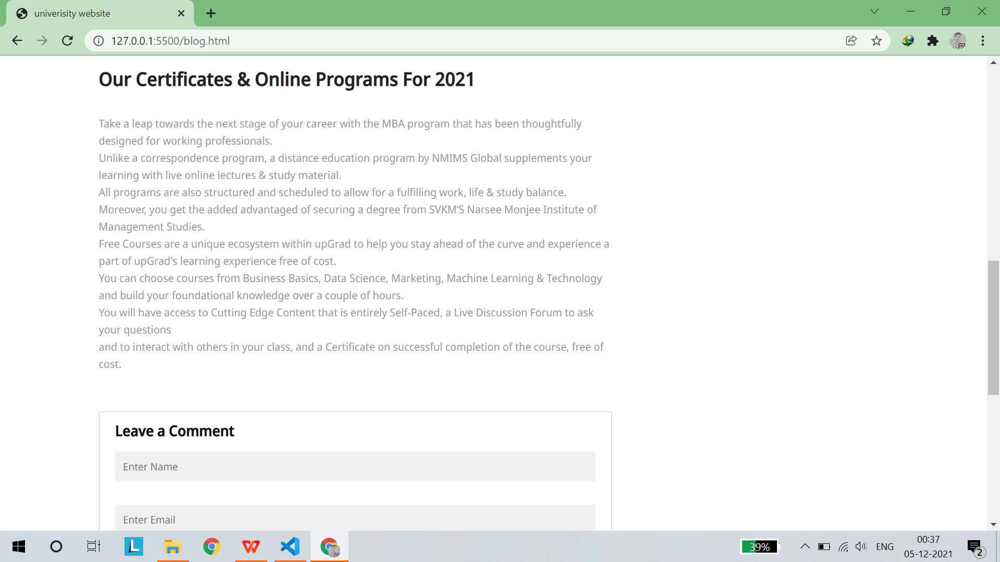 univerisity website
127.0.0.1:5500/blog.html
Our Certificates & Online Programs For 2021
Take a leap towards the next stage of your career with the MBA program that has been thoughtfully
designed for working professionals.
Unlike a correspondence program, a distance education program by NMIMS Global supplements your
learning with live online lectures & study material.
All programs are also structured and scheduled to allow for a fulfilling work, life & study balance.
Moreover, you get the added advantaged of securing a degree from SVKM’S Narsee Monjee Institute of
Management Studies.
Free Courses are a unique ecosystem within upGrad to help you stay ahead of the curve and experience a
part of upGrad's learning experience free of cost.
You can choose courses from Business Basics, Data Science, Marketing, Machine Learning & Technology
and build your foundational knowledge over a couple of hours.
You will have access to Cutting Edge Content that is entirely Self-Paced, a Live Discussion Forum to ask
your questions
and to interact with others in your class, and a Certificate on successful completion of the course, free of
cost.
Leave a Comment
Enter Name
Enter Email
L
W
39%
ENG
00:37
05-12-2021
2